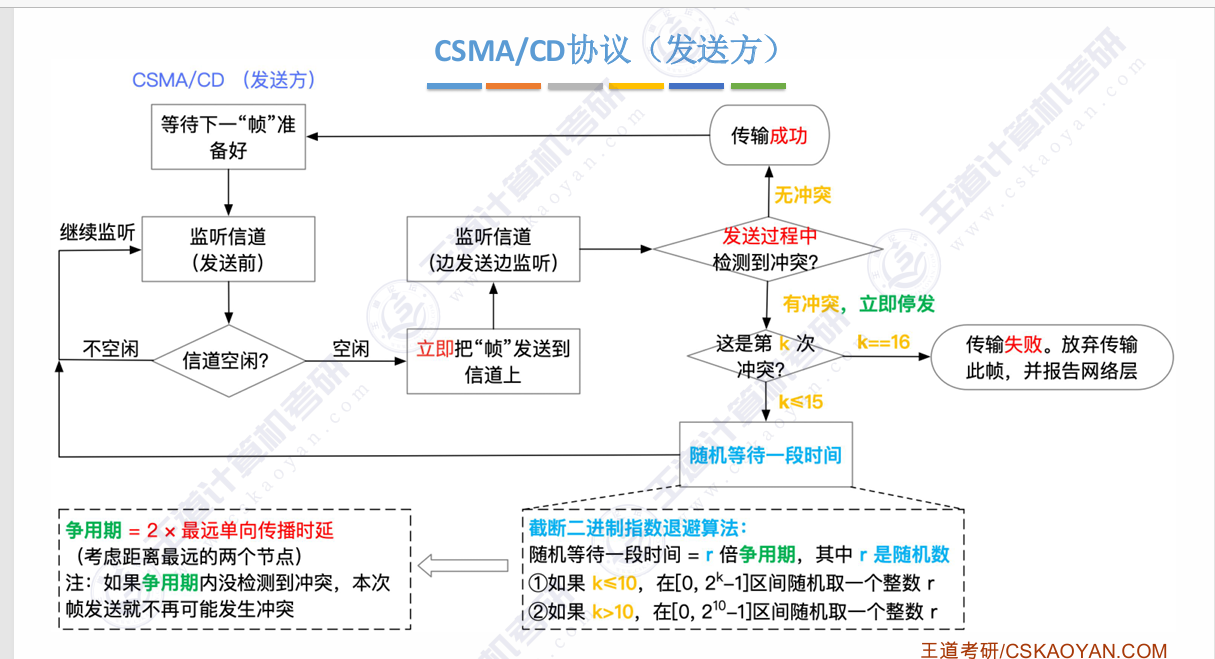 CSMA/CD协议（发送方）
CSMA/CD （发送方）
等待下一“帧”准
备好
传输成功
无冲突
继续监听
监听信道
（发送前）
监听信道
（边发送边监听）
发送过程中
检测到冲突?
有冲突，立即停发
不空闲
信道空闲?
空闲
立即把“帧”发送到
信道上
这是第 k 次
冲突?
k==16
传输失败。放弃传输
此帧，并报告网络层
k≤15
随机等待一段时间
争用期 = 2 × 最远单向传播时延
（考虑距离最远的两个节点）
注：如果争用期内没检测到冲突，本次
帧发送就不再可能发生冲突
截断二进制指数退避算法：
随机等待一段时间 = r 倍争用期，其中 r 是随机数
①如果 k≤10，在[0, 2^k-1]区间随机取一个整数 r
②如果 k>10，在[0, 2^10-1]区间随机取一个整数 r
王道考研/CSKAOYAN.COM
王道计算机考研
www.cskaoyan.com